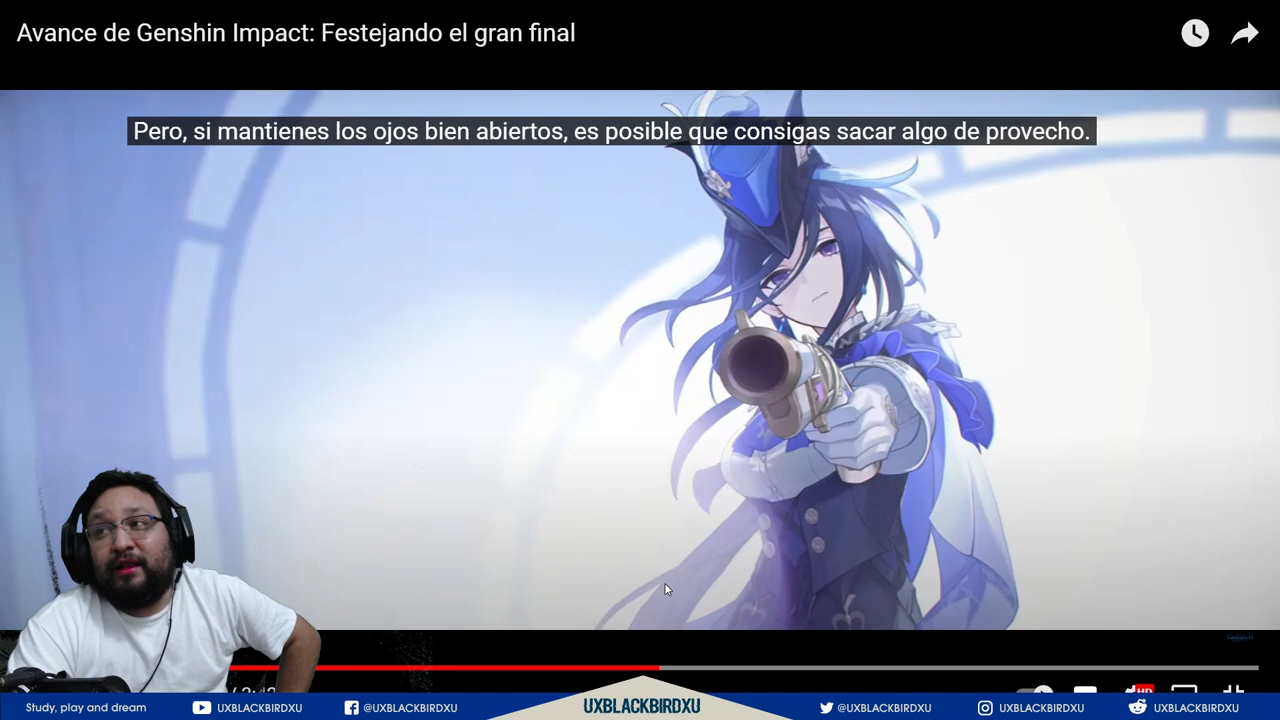 Avance de Genshin Impact: Festejando el gran final
Pero, si mantienes los ojos bien abiertos, es posible que consigas sacar algo de provecho.
HD
Study, play and dream
UXBLACKBIRDXU
@UXBLACKBIRDXU
UXBLACKBIRDXU
@UXBLACKBIRDXU
UXBLACKBIRDXU
UXBLACKBIRDXU